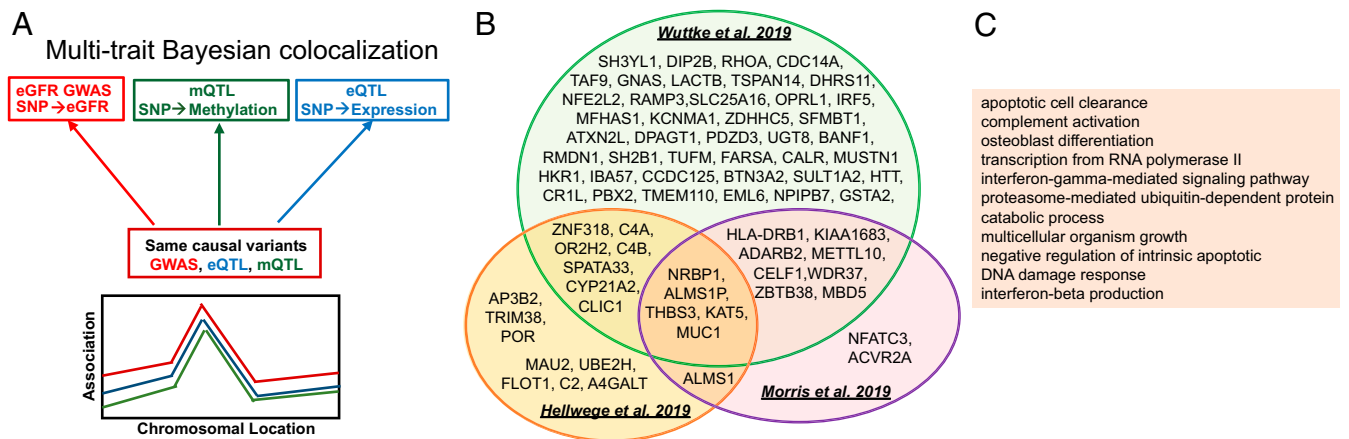 A
Multi-trait Bayesian colocalization
eGFR GWAS
SNP→eGFR
mQTL
SNP→Methylation
eQTL
SNP→Expression
Same causal variants
GWAS, eQTL, mQTL
Association
Chromosomal Location
B
Wuttke et al. 2019
SH3YL1, DIP2B, RHOA, CDC14A,
TAF9, GNAS, LACTB, TSPAN14, DHRS11,
NFE2L2, RAMP3,SLC25A16, OPRL1, IRF5,
MFHAS1, KCNMA1, ZDHHC5, SFMBT1,
ATXN2L, DPAGT1, PDZD3, UGT8, BANF1,
RMDN1, SH2B1, TUFM, FARSA, CALR, MUSTN1
HKR1, IBA57, CCDC125, BTN3A2, SULT1A2, HTT,
CR1L, PBX2, TMEM110, EML6, NPIPB7, GSTA2,
ZNF318, C4A,
OR2H2, C4B,
SPATA33,
CYP21A2,
CLIC1
HLA-DRB1, KIAA1683,
ADARB2, METTL10,
CELF1,WDR37,
ZBTB38, MBD5
NRBP1,
ALMS1P,
THBS3, KAT5,
MUC1
AP3B2,
TRIM38,
POR
MAU2, UBE2H,
FLOT1, C2, A4GALT
ALMS1
NFATC3,
ACVR2A
Hellwege et al. 2019
Morris et al. 2019
C
apoptotic cell clearance
complement activation
osteoblast differentiation
transcription from RNA polymerase II
interferon-gamma-mediated signaling pathway
proteasome-mediated ubiquitin-dependent protein
catabolic process
multicellular organism growth
negative regulation of intrinsic apoptotic
DNA damage response
interferon-beta production